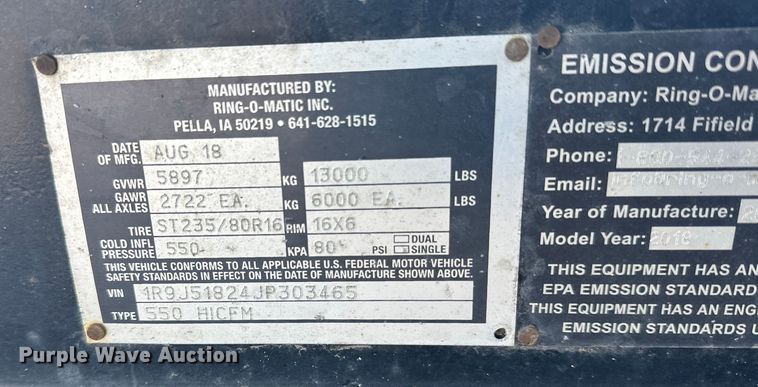 MANUFACTURED BY:
RING-O-MATIC INC.
PELLA, IA 50219 • 641-628-1515
DATE OF MFG. AUG 18
GVWR 5897 KG 13000 LBS
GAWR ALL AXLES 2722 EA. KG 6000 EA. LBS
TIRE ST235/80R16E RIM 16X6
COLD INFL PRESSURE 550 KPA 80 PSI DUAL SINGLE
THIS VEHICLE CONFORMS TO ALL APPLICABLE U.S. FEDERAL MOTOR VEHICLE
SAFETY STANDARDS IN EFFECT ON THE DATE OF MANUFACTURE SHOWN ABOVE.
VIN 1R9J51824JP303465
TYPE 550 HICFM
EMISSION CON
Company: Ring-O-Ma
Address: 1714 Fifield
Phone:
Email:
Year of Manufacture:
Model Year: 2018
THIS EQUIPMENT HAS AN
EPA EMISSION STANDARD
THIS EQUIPMENT HAS AN ENG
EMISSION STANDARDS U
Purple Wave Auction